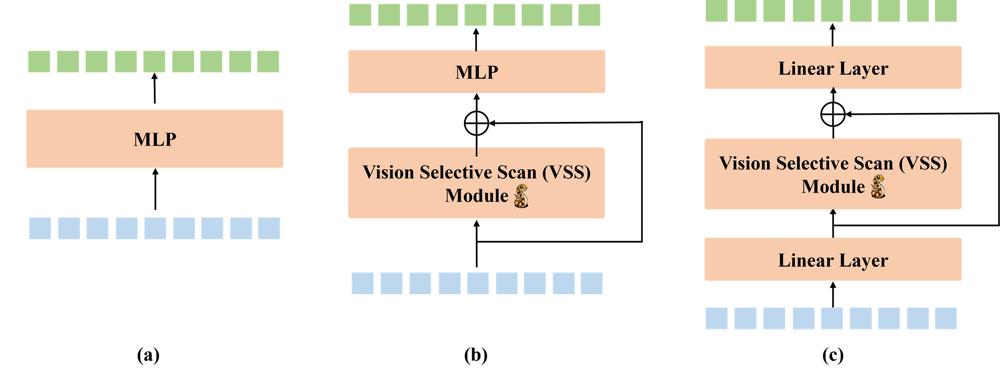 MLP
(a)
MLP
Vision Selective Scan (VSS)
Module
(b)
Linear Layer
Vision Selective Scan (VSS)
Module
Linear Layer
(c)